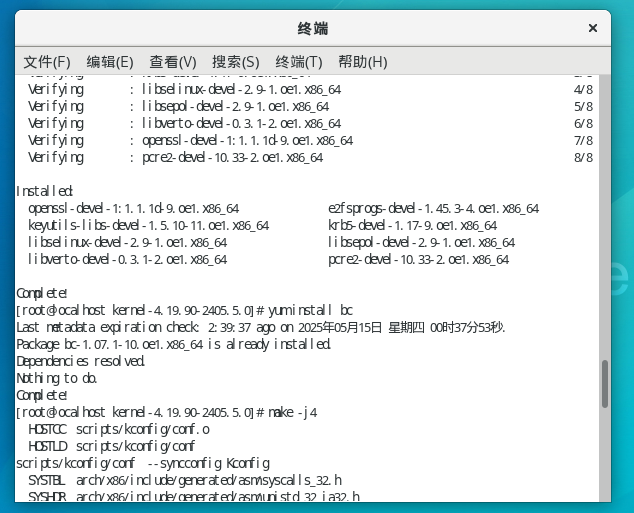 终端
文件(F) 编辑(E) 查看(V) 搜索(S) 终端(T) 帮助(H)
Verifying : libselinux-devel-2.9-1.oe1.x86_64 4/8
Verifying : libsepol-devel-2.9-1.oe1.x86_64 5/8
Verifying : libverto-devel-0.3.1-2.oe1.x86_64 6/8
Verifying : openssl-devel-1:1.1.1d-9.oe1.x86_64 7/8
Verifying : pcre2-devel-10.33-2.oe1.x86_64 8/8
Installed:
openssl-devel-1:1.1.1d-9.oe1.x86_64 e2fsprogs-devel-1.45.3-4.oe1.x86_64
keyutils-libs-devel-1.5.10-11.oe1.x86_64 krb5-devel-1.17-9.oe1.x86_64
libselinux-devel-2.9-1.oe1.x86_64 libsepol-devel-2.9-1.oe1.x86_64
libverto-devel-0.3.1-2.oe1.x86_64 pcre2-devel-10.33-2.oe1.x86_64
Complete!
[root@localhost kernel-4.19.90-2405.5.0]# yum install bc
Last metadata expiration check: 2:39:37 ago on 2025年05月15日 星期四 00时37分53秒.
Package bc-1.07.1-10.oe1.x86_64 is already installed.
Dependencies resolved.
Nothing to do.
Complete!
[root@localhost kernel-4.19.90-2405.5.0]# make -j4
HOSTCC scripts/kconfig/conf.o
HOSTLD scripts/kconfig/conf
scripts/kconfig/conf --syncconfig Kconfig
SYSTBL arch/x86/include/generated/asm/syscalls_32.h
SYSHDR arch/x86/include/generated/asm/unistd_32_ia32.h